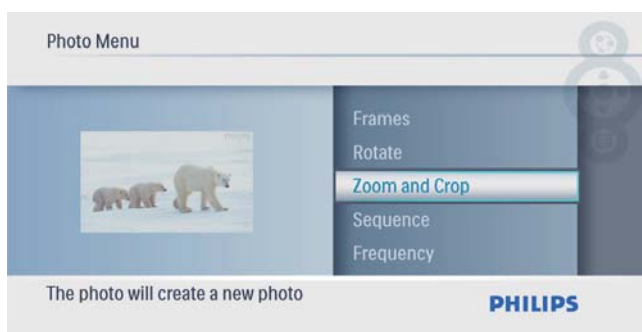 Photo Menu
Frames
Rotate
Zoom and Crop
Sequence
Frequency
The photo will create a new photo
PHILIPS